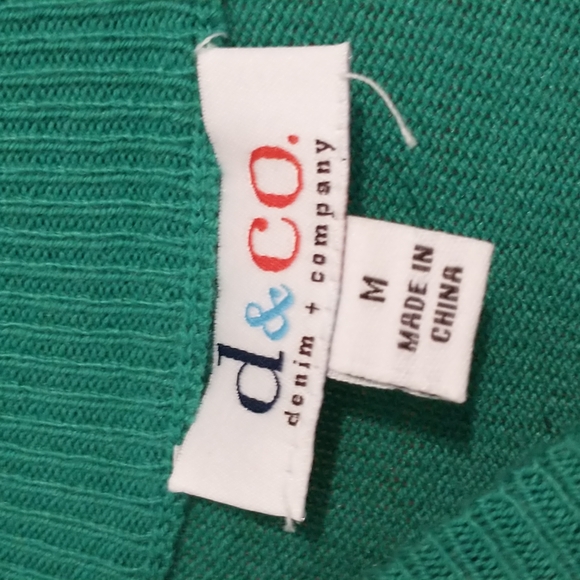 d&co.
denim + company
M
MADE IN
CHINA